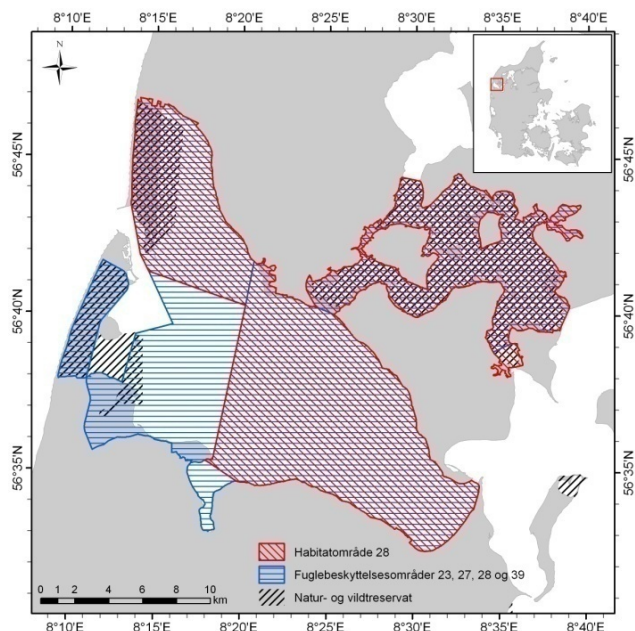 8°10'E 8°15'E 8°20'E 8°25'E 8°30'E 8°35'E 8°40'E
N
56°45'N 56°45'N
56°40'N 56°40'N
56°35'N 56°35'N
Habitatområde 28
Fuglebeskyttelsesområder 23, 27, 28 og 39
Natur- og vildtreservat
0 1 2 4 6 8 10
km
8°10'E 8°15'E 8°20'E 8°25'E 8°30'E 8°35'E 8°40'E